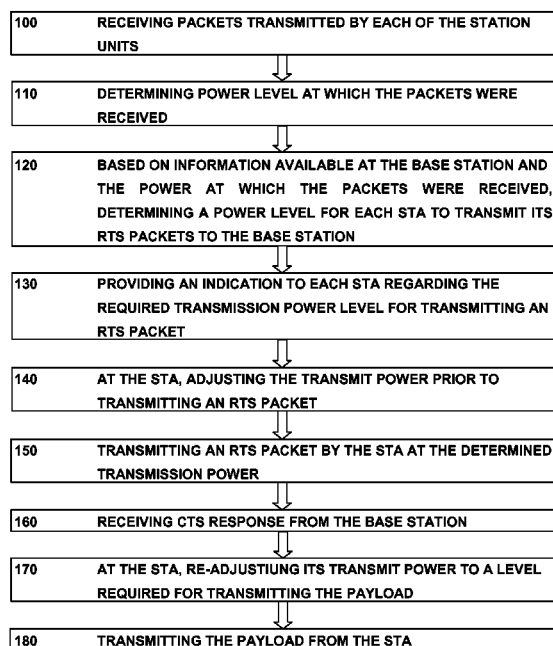 100 RECEIVING PACKETS TRANSMITTED BY EACH OF THE STATION
UNITS
110 DETERMINING POWER LEVEL AT WHICH THE PACKETS WERE
RECEIVED
120 BASED ON INFORMATION AVAILABLE AT THE BASE STATION AND
THE POWER AT WHICH THE PACKETS WERE RECEIVED,
DETERMINING A POWER LEVEL FOR EACH STA TO TRANSMIT ITS
RTS PACKETS TO THE BASE STATION
130 PROVIDING AN INDICATION TO EACH STA REGARDING THE
REQUIRED TRANSMISSION POWER LEVEL FOR TRANSMITTING AN
RTS PACKET
140 AT THE STA, ADJUSTING THE TRANSMIT POWER PRIOR TO
TRANSMITTING AN RTS PACKET
150 TRANSMITTING AN RTS PACKET BY THE STA AT THE DETERMINED
TRANSMISSION POWER
160 RECEIVING CTS RESPONSE FROM THE BASE STATION
170 AT THE STA, RE-ADJUSTIUNG ITS TRANSMIT POWER TO A LEVEL
REQUIRED FOR TRANSMITTING THE PAYLOAD
180 TRANSMITTING THE PAYLOAD FROM THE STA